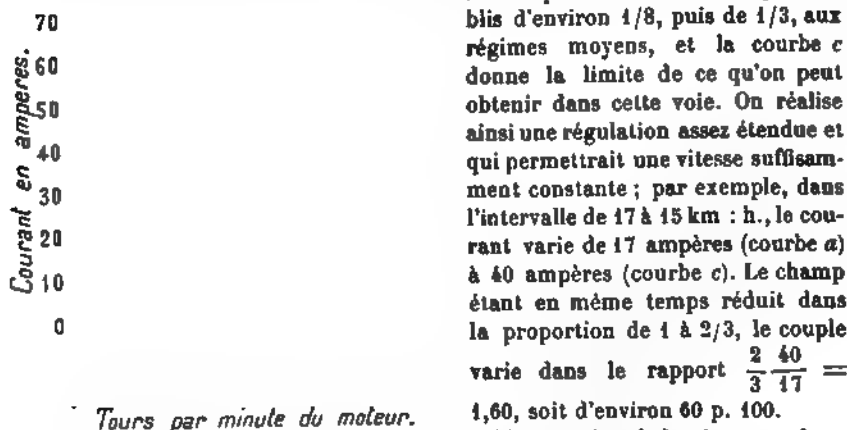 70
60
50
40
30
20
10
0
Courant en ampères.
Tours par minute du moteur.
blis d'environ 1/8, puis de 1/3, aux
régimes moyens, et la courbe c
donne la limite de ce qu'on peut
obtenir dans cette voie. On réalise
ainsi une régulation assez étendue et
qui permettrait une vitesse suffisam-
ment constante ; par exemple, dans
l'intervalle de 17 à 15 km : h., le cou-
rant varie de 17 ampères (courbe a)
à 40 ampères (courbe c). Le champ
étant en même temps réduit dans
la proportion de 1 à 2/3, le couple
varie dans le rapport 2/3 40/17 =
1,60, soit d'environ 60 p. 100.